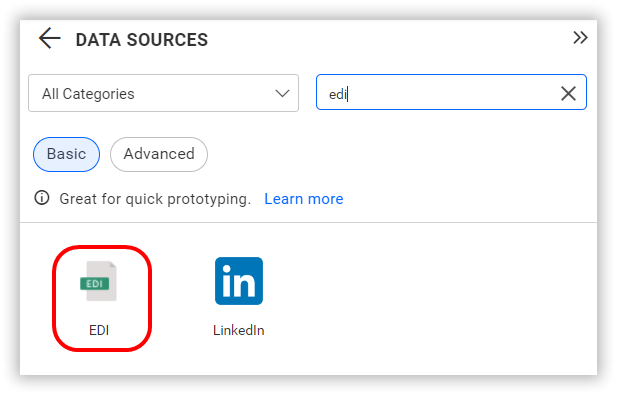 DATA SOURCES
All Categories
edi
Basic
Advanced
Great for quick prototyping. Learn more
EDI
in
EDI
LinkedIn